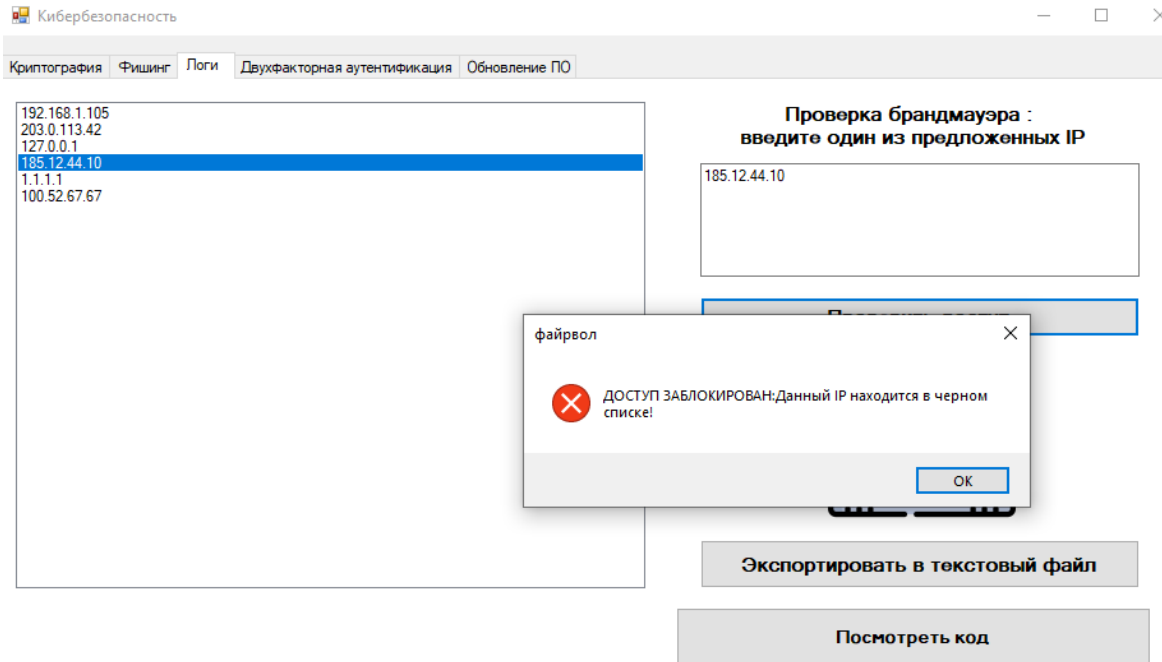 Кибербезопасность
Криптография Фишинг Логи Двухфакторная аутентификация Обновление ПО
192.168.1.105
203.0.113.42
127.0.0.1
185.12.44.10
1.1.1.1
100.52.67.67
Проверка брандмауэра :
введите один из предложенных IP
185.12.44.10
файрвол
ДОСТУП ЗАБЛОКИРОВАН:Данный IP находится в черном
списке!
OK
Экспортировать в текстовый файл
Посмотреть код